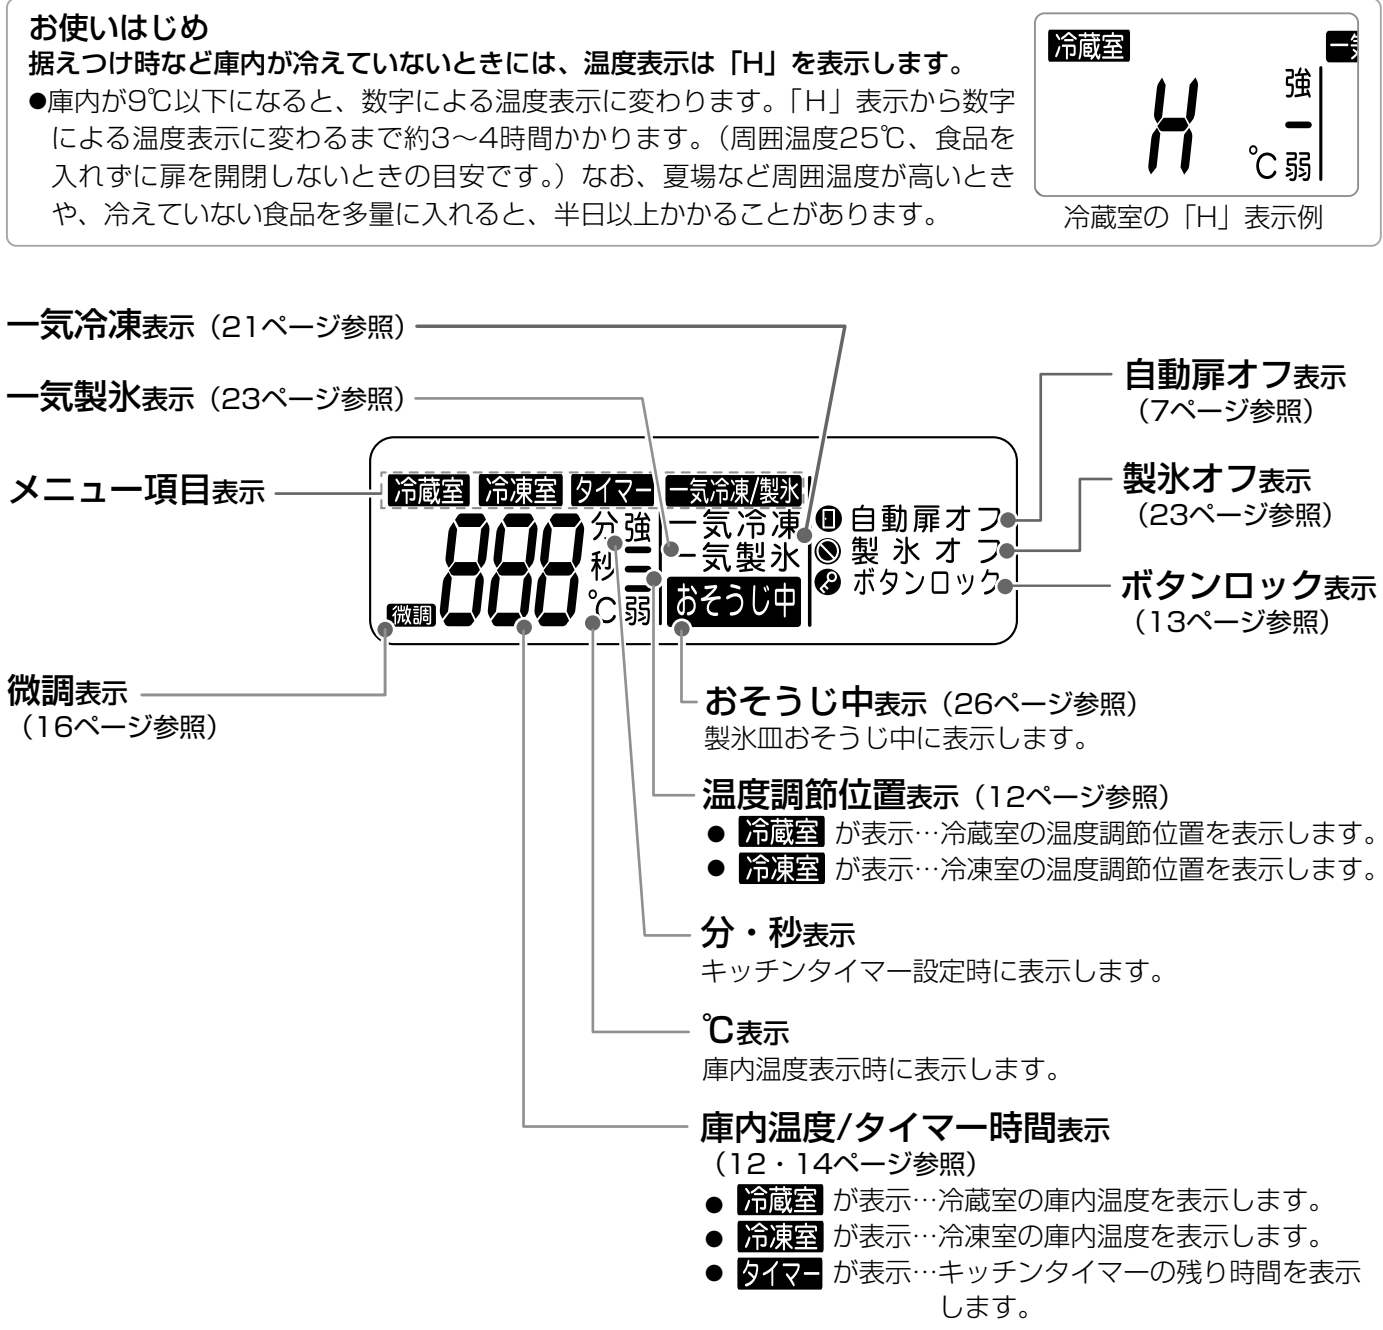 お使いはじめ
据えつけ時など庫内が冷えていないときには、温度表示は「H」を表示します。
●庫内が9℃以下になると、数字による温度表示に変わります。「H」表示から数字
による温度表示に変わるまで約3〜4時間かかります。（周囲温度25℃、食品を
入れずに扉を開閉しないときの目安です。）なお、夏場など周囲温度が高いとき
や、冷えていない食品を多量に入れると、半日以上かかることがあります。
冷蔵室
一気
強
H
℃ 弱
冷蔵室の「H」表示例
一気冷凍表示（21ページ参照）
一気製氷表示（23ページ参照）
メニュー項目表示
微調表示
（16ページ参照）
冷蔵室 冷凍室 タイマー 一気冷凍/製氷
888
分 強
秒
℃ 弱
微調
一気冷凍
一気製氷
おそうじ中
自動扉オフ
製氷オフ
ボタンロック
自動扉オフ表示
（7ページ参照）
製氷オフ表示
（23ページ参照）
ボタンロック表示
（13ページ参照）
おそうじ中表示（26ページ参照）
製氷皿おそうじ中に表示します。
温度調節位置表示（12ページ参照）
● 冷蔵室 が表示…冷蔵室の温度調節位置を表示します。
● 冷凍室 が表示…冷凍室の温度調節位置を表示します。
分・秒表示
キッチンタイマー設定時に表示します。
℃表示
庫内温度表示時に表示します。
庫内温度/タイマー時間表示
（12・14ページ参照）
● 冷蔵室 が表示…冷蔵室の庫内温度を表示します。
● 冷凍室 が表示…冷凍室の庫内温度を表示します。
● タイマー が表示…キッチンタイマーの残り時間を表示
します。